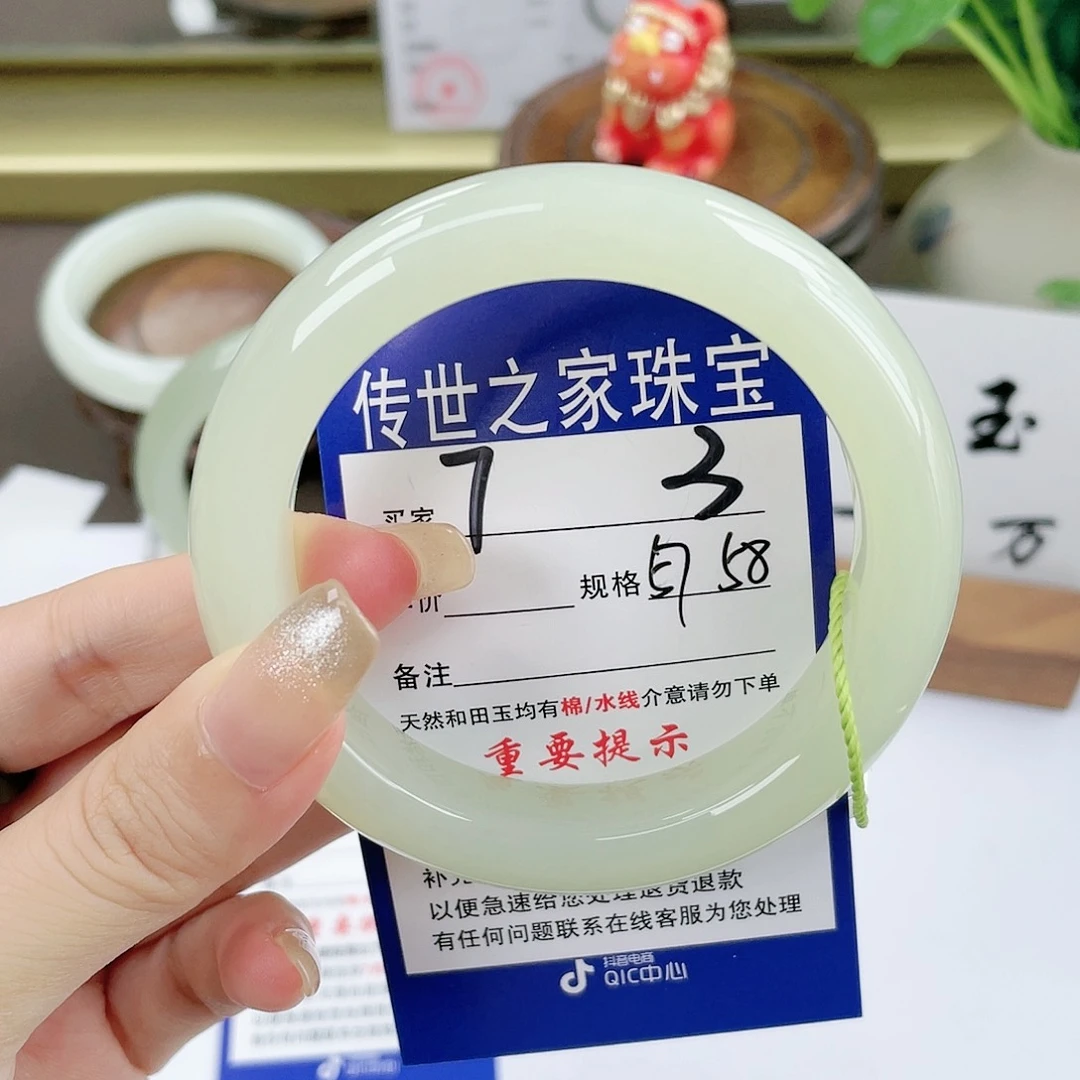 传世之家珠宝
7 3
买家
价 规格 58
备注
天然和田玉均有棉/水线介意请勿下单
重要提示
以便急速给您处理退货退款
有任何问题联系在线客服为您处理
抖音电商
QIC中心
玉
万